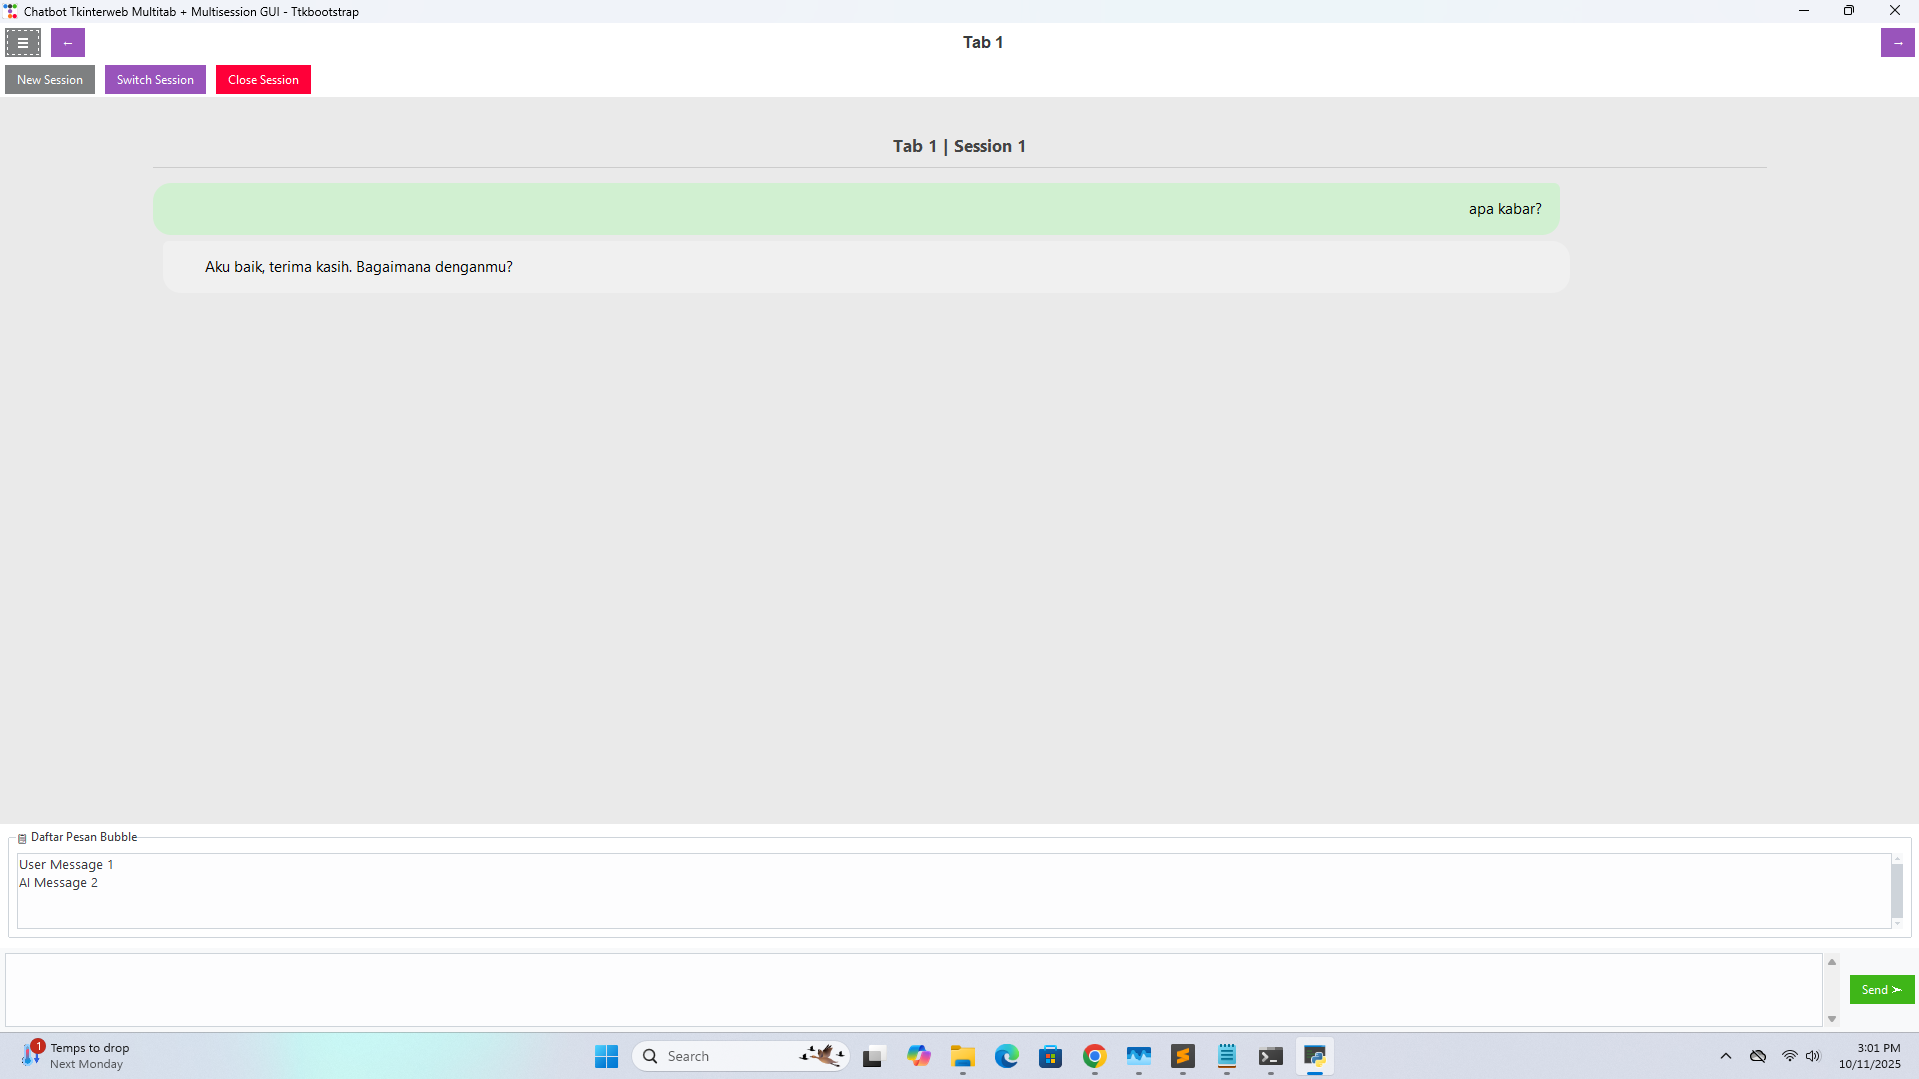 Chatbot Tkinterweb Multitab + Multisession GUI - Ttkbootstrap
☰ ← Tab 1 →
New Session Switch Session Close Session
Tab 1 | Session 1
apa kabar?
Aku baik, terima kasih. Bagaimana denganmu?
Daftar Pesan Bubble
User Message 1
AI Message 2
Send ➣
1
Temps to drop
Next Monday
Search
3:01 PM
10/11/2025